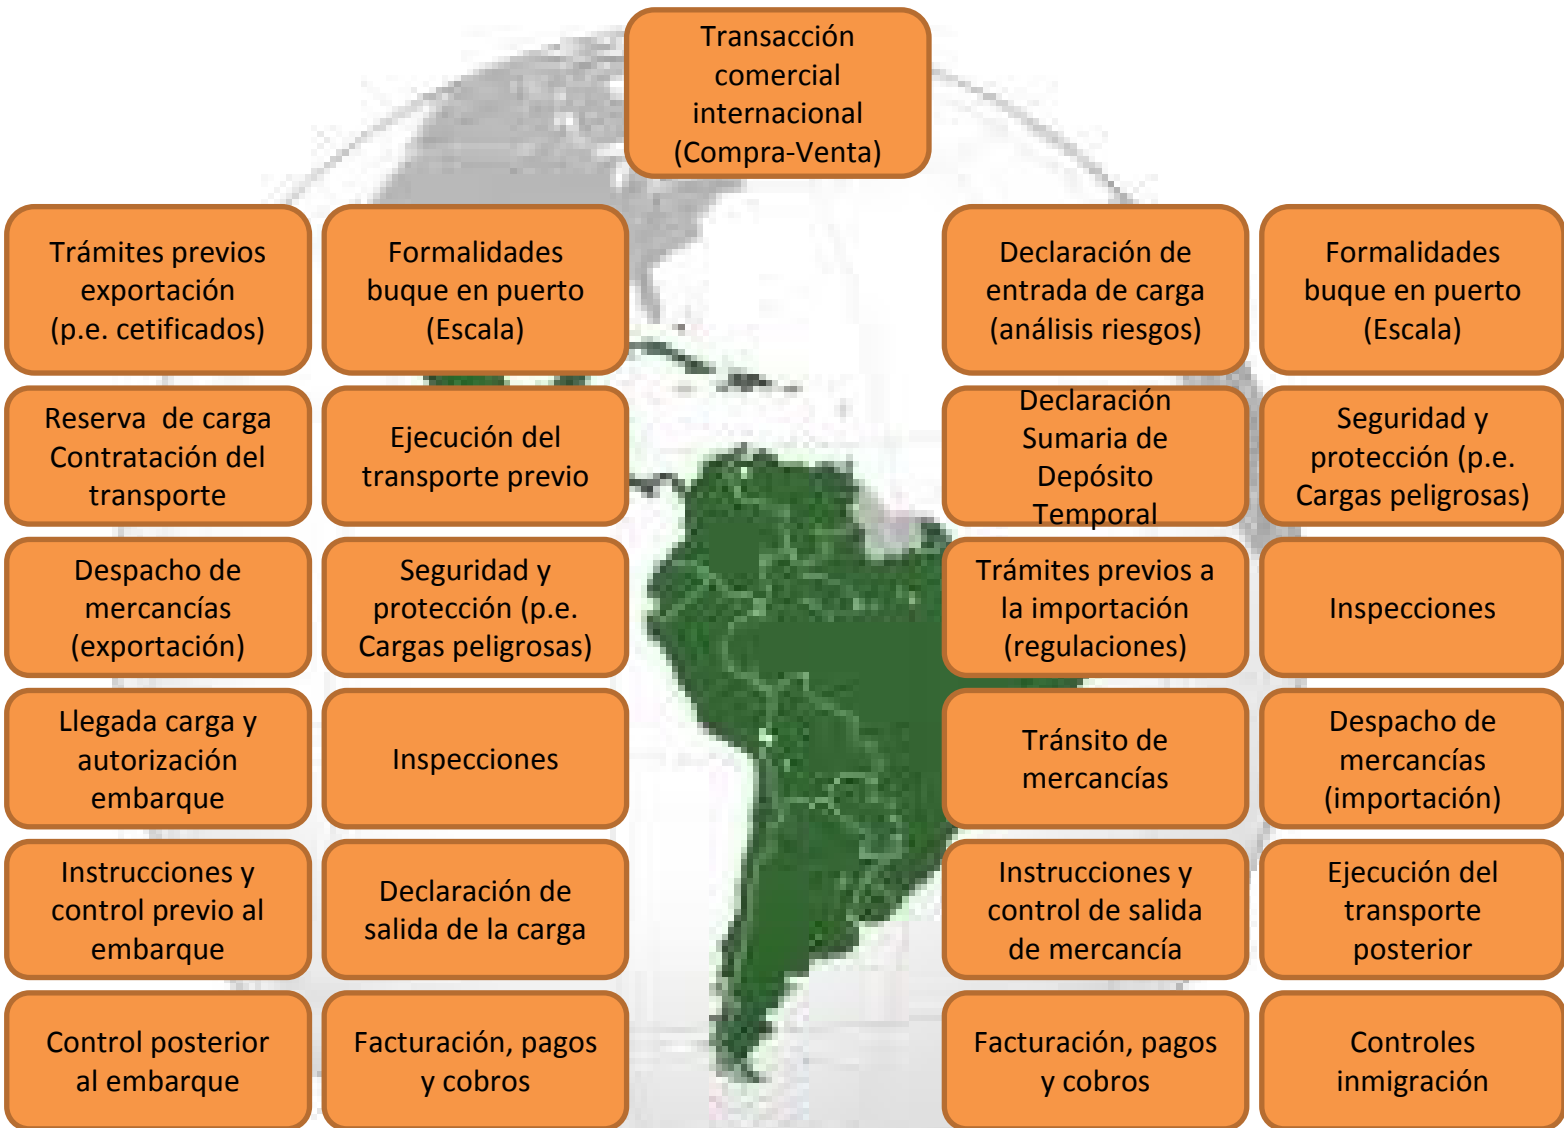 Transacción
comercial
internacional
(Compra-Venta)
Trámites previos
exportación
(p.e. cetificados)
Formalidades
buque en puerto
(Escala)
Declaración de
entrada de carga
(análisis riesgos)
Formalidades
buque en puerto
(Escala)
Reserva  de carga
Contratación del
transporte
Ejecución del
transporte previo
Declaración
Sumaria de
Depósito
Temporal
Seguridad y
protección (p.e.
Cargas peligrosas)
Despacho de
mercancías
(exportación)
Seguridad y
protección (p.e.
Cargas peligrosas)
Trámites previos a
la importación
(regulaciones)
Inspecciones
Llegada carga y
autorización
embarque
Inspecciones
Tránsito de
mercancías
Despacho de
mercancías
(importación)
Instrucciones y
control previo al
embarque
Declaración de
salida de la carga
Instrucciones y
control de salida
de mercancía
Ejecución del
transporte
posterior
Control posterior
al embarque
Facturación, pagos
y cobros
Facturación, pagos
y cobros
Controles
inmigración